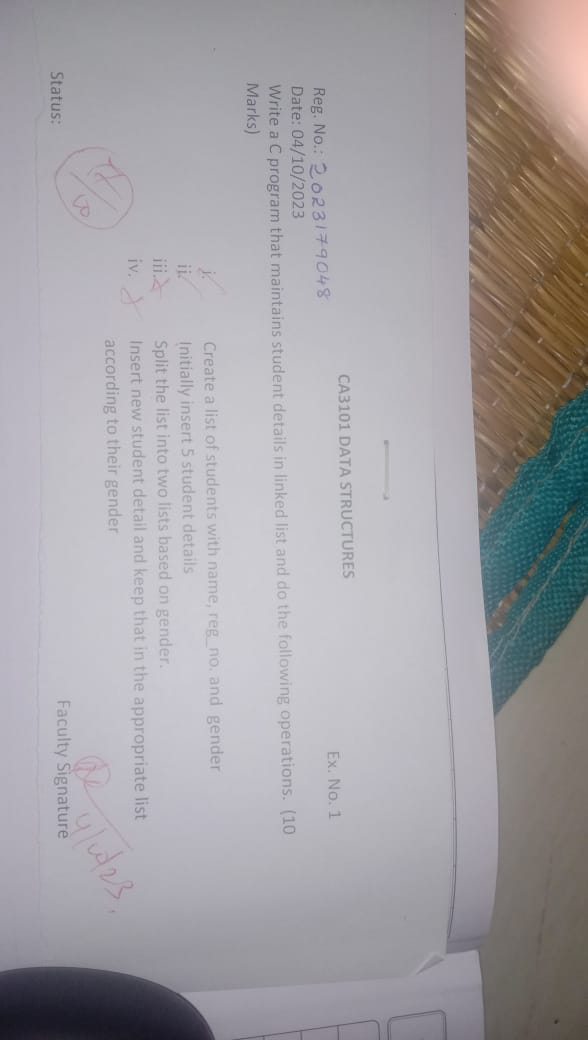 CA3101 DATA STRUCTURES
Ex. No. 1
Reg. No.: 2023179048
Date: 04/10/2023
Write a C program that maintains student details in linked list and do the following operations. (10
Marks)
i. Create a list of students with name, reg_no. and gender
ii. Initially insert 5 student details
iii. Split the list into two lists based on gender.
iv. Insert new student detail and keep that in the appropriate list
according to their gender
Status:
Faculty Signature
4/10/23.